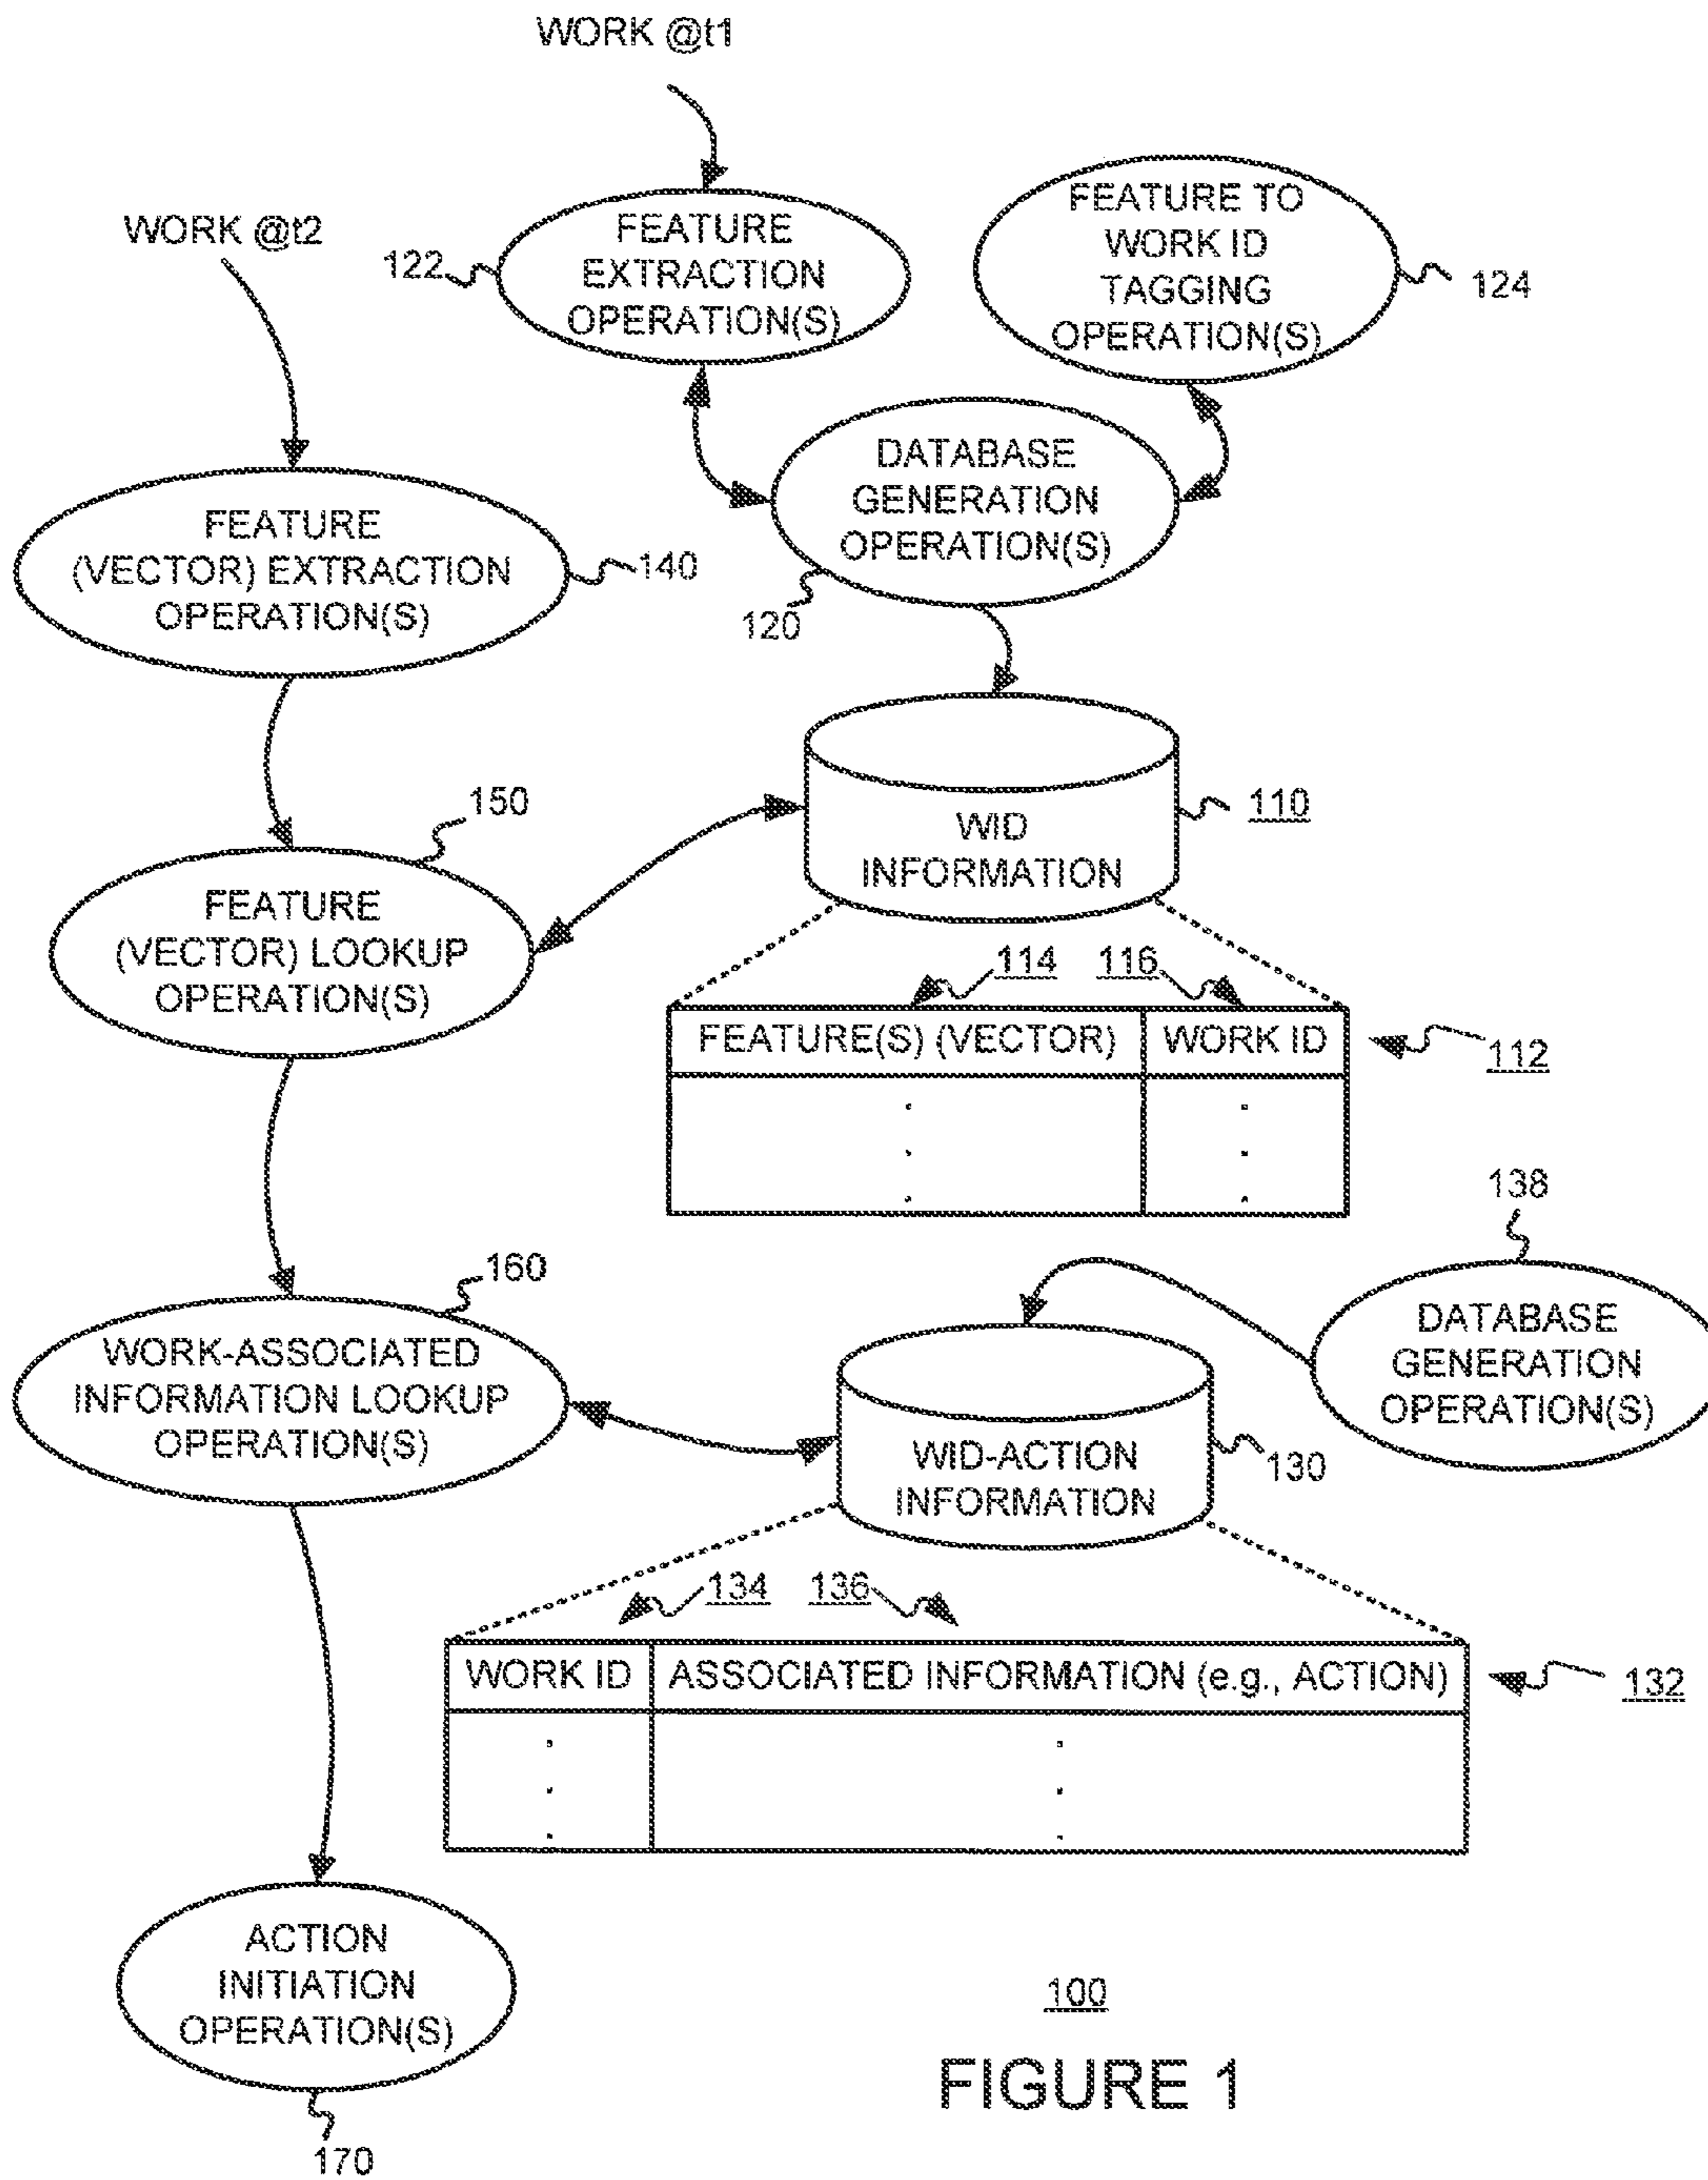 WORK @t1
WORK @t2
122
FEATURE
EXTRACTION
OPERATION(S)
FEATURE TO
WORK ID
TAGGING
OPERATION(S)
124
DATABASE
GENERATION
OPERATION(S)
120
FEATURE
(VECTOR) EXTRACTION
OPERATION(S)
140
150
FEATURE
(VECTOR) LOOKUP
OPERATION(S)
WID
INFORMATION
110
114
116
FEATURE(S) (VECTOR)
WORK ID
112
138
DATABASE
GENERATION
OPERATION(S)
160
WORK-ASSOCIATED
INFORMATION LOOKUP
OPERATION(S)
WID-ACTION
INFORMATION
130
134
136
WORK ID
ASSOCIATED INFORMATION (e.g., ACTION)
132
ACTION
INITIATION
OPERATION(S)
170
100
FIGURE 1